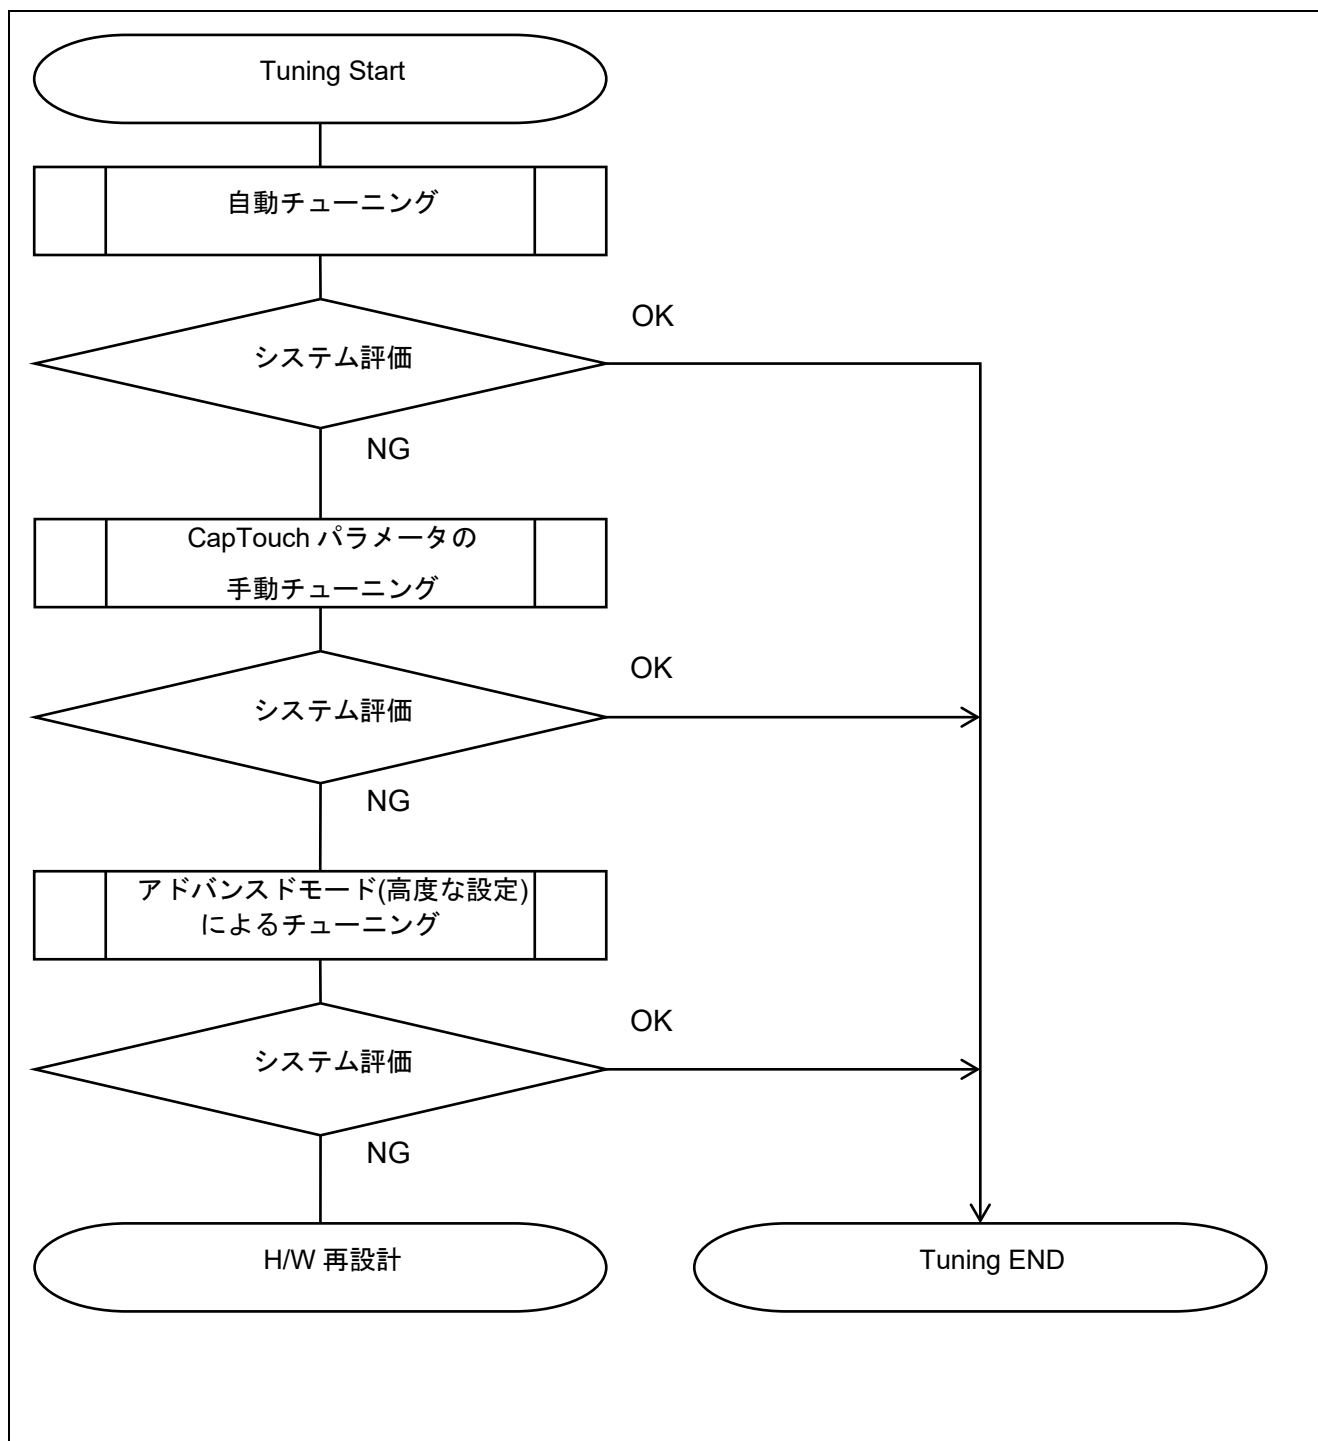 Tuning Start
自動チューニング
システム評価
OK
NG
CapTouch パラメータの
手動チューニング
システム評価
OK
NG
アドバンスドモード(高度な設定)
によるチューニング
システム評価
OK
NG
H/W 再設計
Tuning END